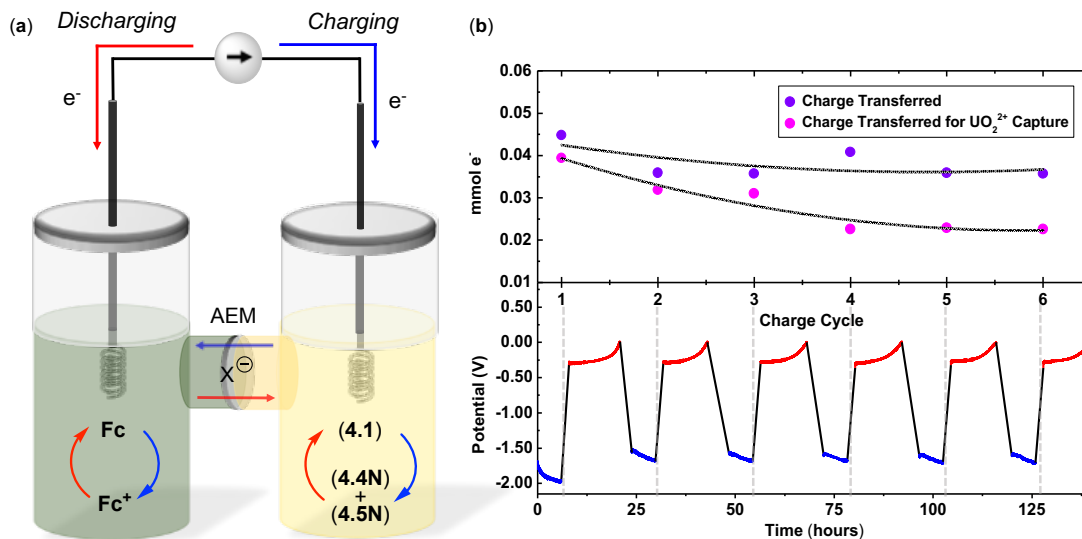 (a)
Discharging
Charging
e-
e-
AEM
X⊖
Fc
Fc+
(4.1)
(4.4N)
+
(4.5N)
(b)
0.06
0.05
0.04
0.03
0.02
0.01
mmol e-
Charge Transferred
Charge Transferred for UO₂²⁺ Capture
1 2 3 4 5 6
Charge Cycle
0.50
0.00
-0.50
-1.00
-1.50
-2.00
Potential (V)
0 25 50 75 100 125
Time (hours)